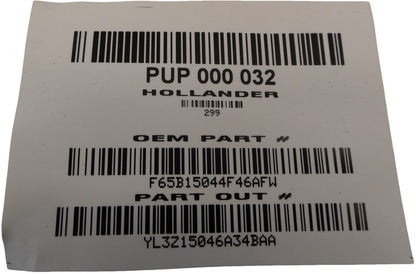 PUP 000 032
HOLLANDER
299
OEM PART #
F65B15044F46AFW
PART OUT #
YL3Z15046A34BAA